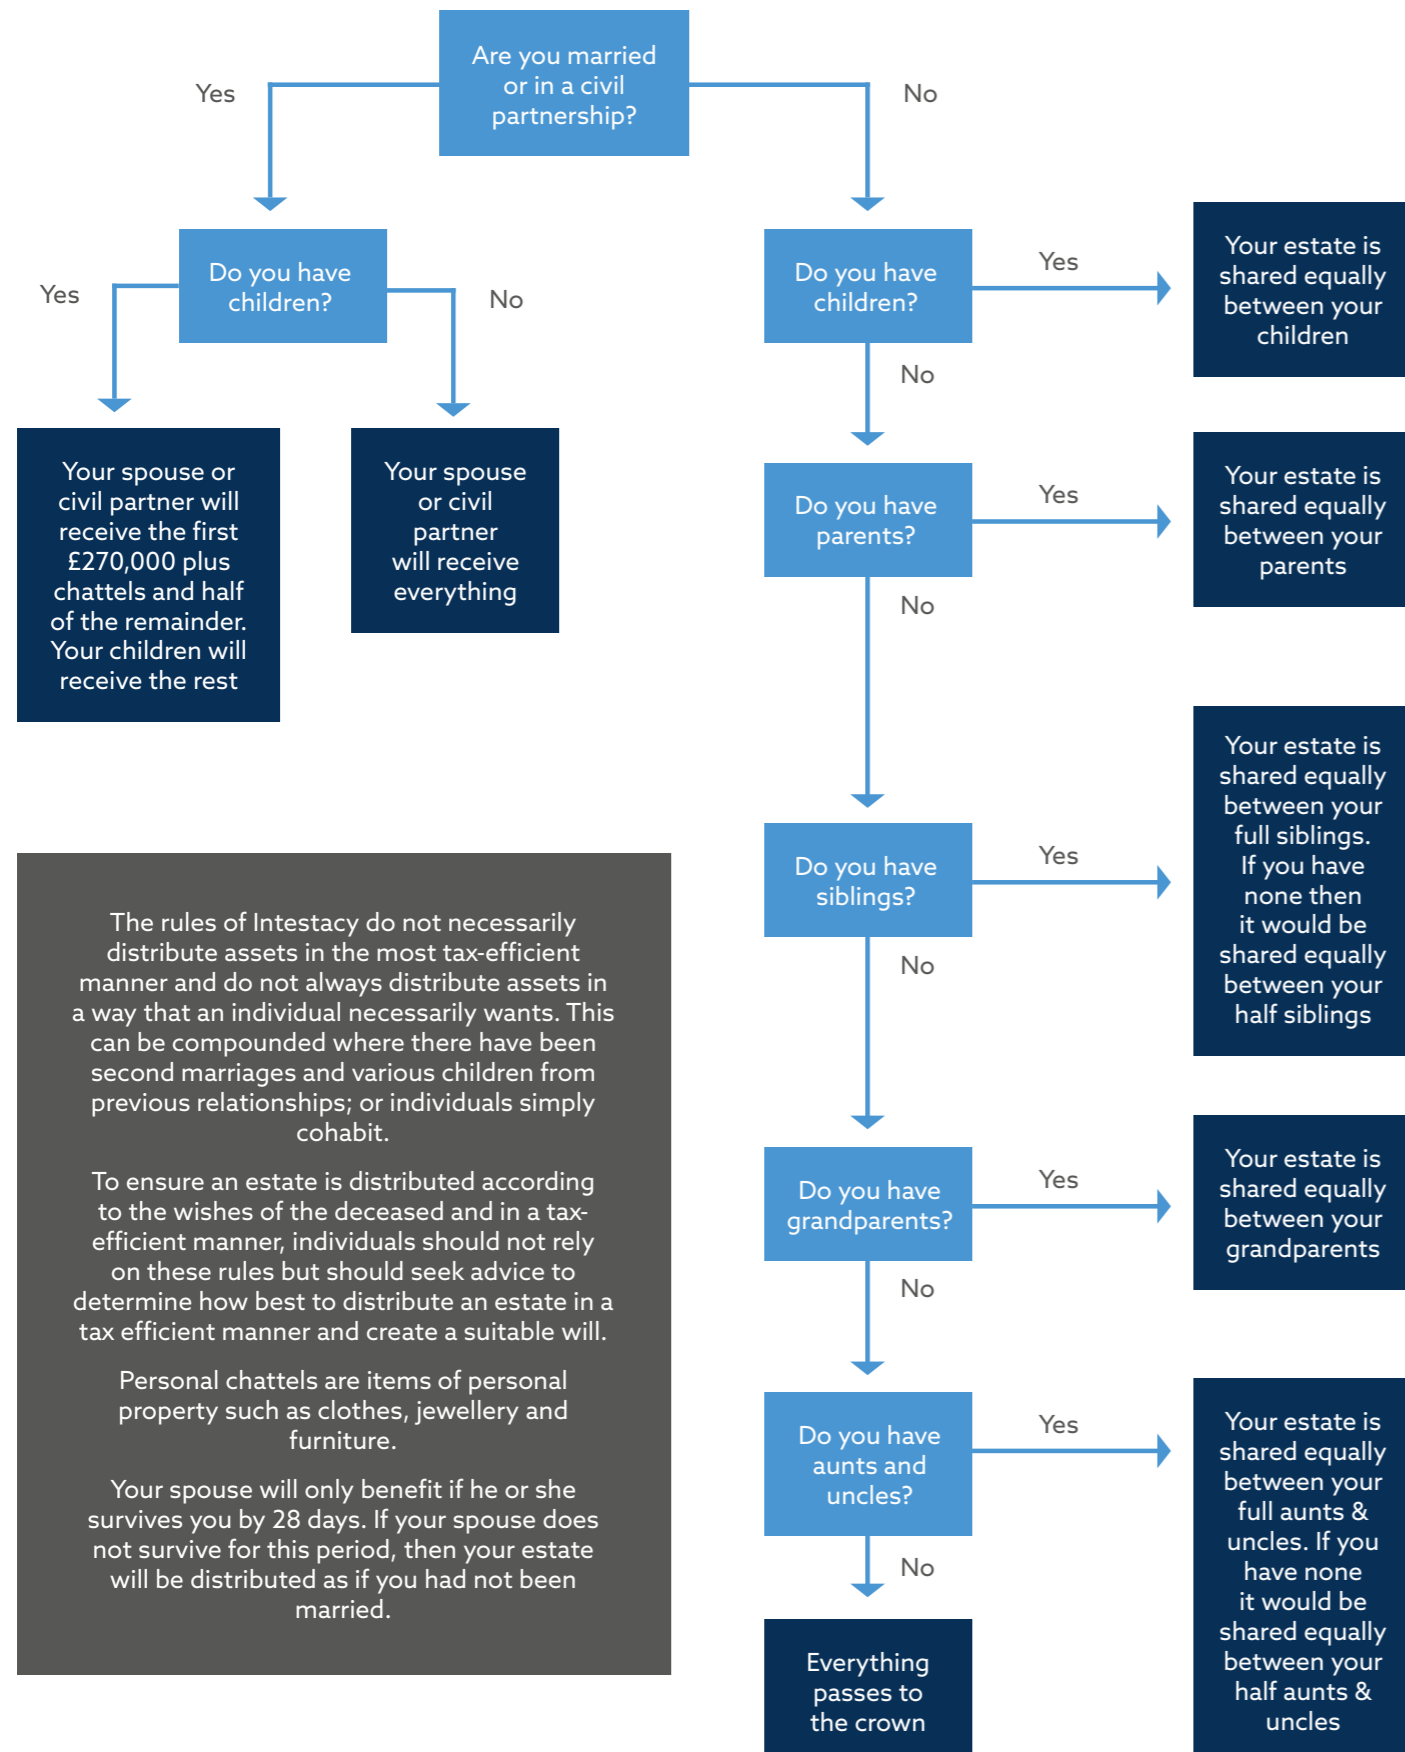 Are you married
or in a civil
partnership?
Yes
No
Do you have
children?
Yes
No
Your spouse or
civil partner will
receive the first
£270,000 plus
chattels and half
of the remainder.
Your children will
receive the rest
Your spouse
or civil
partner
will receive
everything
Do you have
children?
Yes
Your estate is
shared equally
between your
children
No
Do you have
parents?
Yes
Your estate is
shared equally
between your
parents
No
Do you have
siblings?
Yes
Your estate is
shared equally
between your
full siblings.
If you have
none then
it would be
shared equally
between your
half siblings
No
Do you have
grandparents?
Yes
Your estate is
shared equally
between your
grandparents
No
Do you have
aunts and
uncles?
Yes
Your estate is
shared equally
between your
full aunts &
uncles. If you
have none
it would be
shared equally
between your
half aunts &
uncles
No
Everything
passes to
the crown
The rules of Intestacy do not necessarily
distribute assets in the most tax-efficient
manner and do not always distribute assets in
a way that an individual necessarily wants. This
can be compounded where there have been
second marriages and various children from
previous relationships; or individuals simply
cohabit.
To ensure an estate is distributed according
to the wishes of the deceased and in a tax-
efficient manner, individuals should not rely
on these rules but should seek advice to
determine how best to distribute an estate in a
tax efficient manner and create a suitable will.
Personal chattels are items of personal
property such as clothes, jewellery and
furniture.
Your spouse will only benefit if he or she
survives you by 28 days. If your spouse does
not survive for this period, then your estate
will be distributed as if you had not been
married.